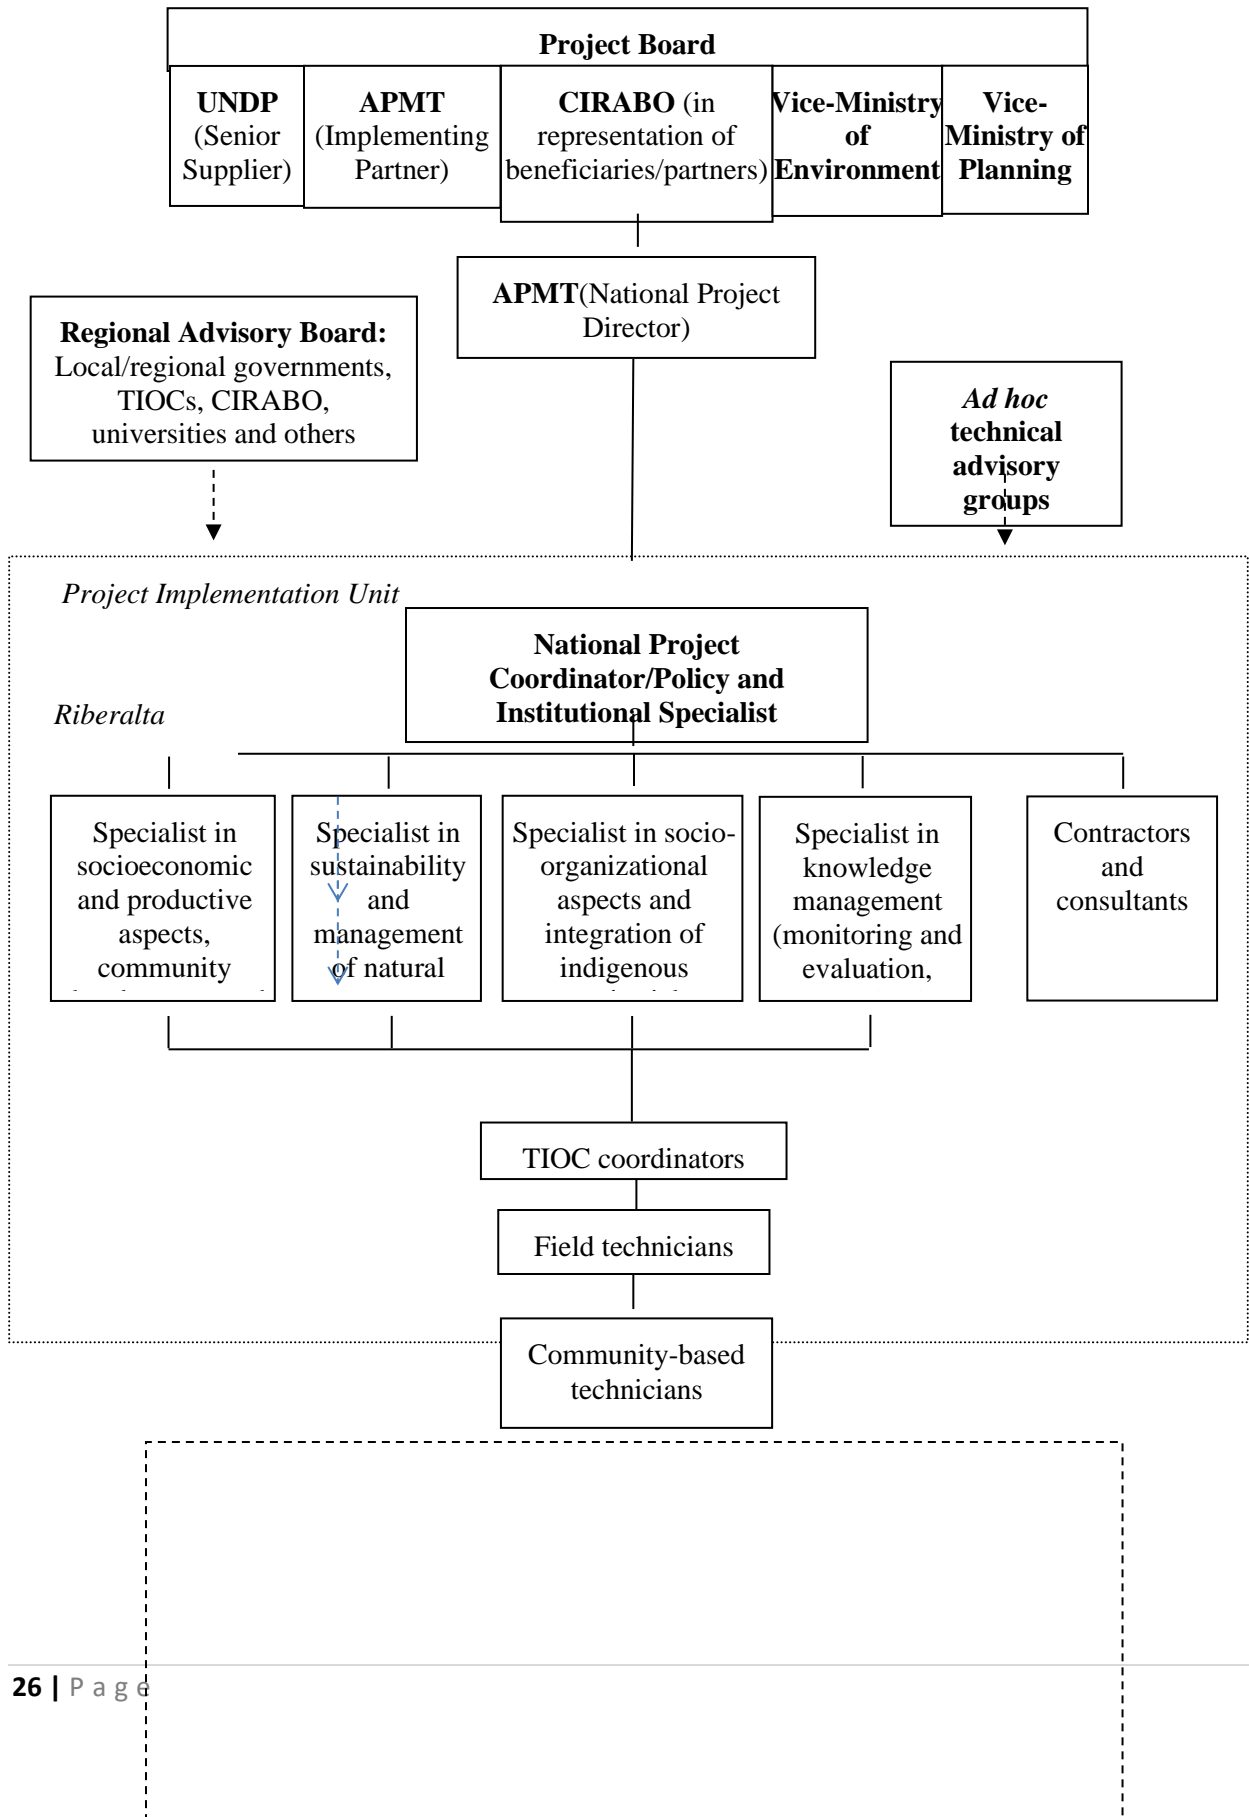 Project Board
UNDP
(Senior
Supplier)
APMT
(Implementing
Partner)
CIRABO (in
representation of
beneficiaries/partners)
Vice-Ministry
of
Environment
Vice-
Ministry of
Planning
APMT(National Project
Director)
Regional Advisory Board:
Local/regional governments,
TIOCs, CIRABO,
universities and others
Ad hoc
technical
advisory
groups
Project Implementation Unit
National Project
Coordinator/Policy and
Institutional Specialist
Riberalta
Specialist in
socioeconomic
and productive
aspects,
community
Specialist in
sustainability
and
management
of natural
Specialist in socio-
organizational
aspects and
integration of
indigenous
Specialist in
knowledge
management
(monitoring and
evaluation,
Contractors
and
consultants
TIOC coordinators
Field technicians
Community-based
technicians
26 | Page